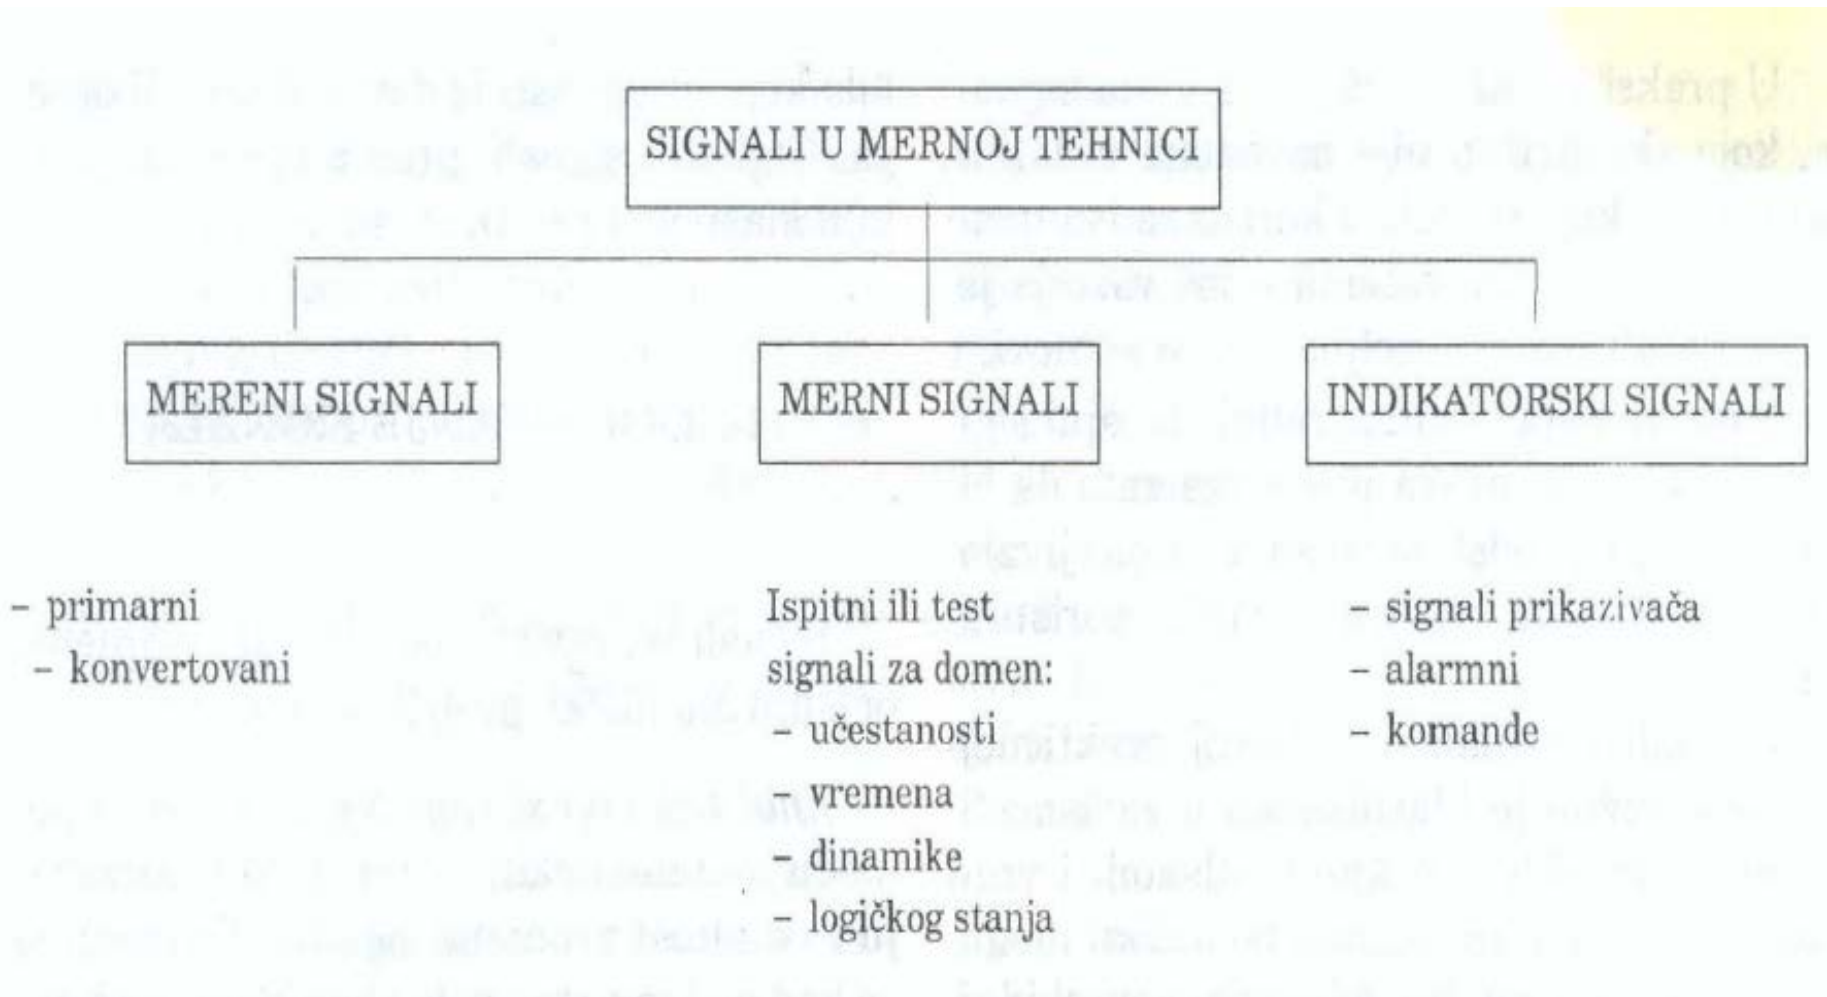 SIGNALI U MERNOJ TEHNICI
MERENI SIGNALI
MERNI SIGNALI
INDIKATORSKI SIGNALI
– primarni
– konvertovani
Ispitni ili test
signali za domen:
– učestanosti
– vremena
– dinamike
– logičkog stanja
– signali prikazivača
– alarmni
– komande